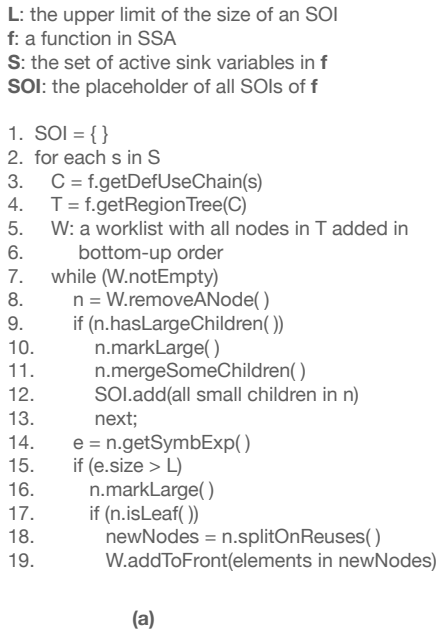 L: the upper limit of the size of an SOI
f: a function in SSA
S: the set of active sink variables in f
SOI: the placeholder of all SOIs of f
1. SOI = { }
2. for each s in S
3. C = f.getDefUseChain(s)
4. T = f.getRegionTree(C)
5. W: a worklist with all nodes in T added in
6. bottom-up order
7. while (W.notEmpty)
8. n = W.removeANode( )
9. if (n.hasLargeChildren( ))
10. n.markLarge( )
11. n.mergeSomeChildren( )
12. SOI.add(all small children in n)
13. next;
14. e = n.getSymbExp( )
15. if (e.size > L)
16. n.markLarge( )
17. if (n.isLeaf( ))
18. newNodes = n.splitOnReuses( )
19. W.addToFront(elements in newNodes)
(a)